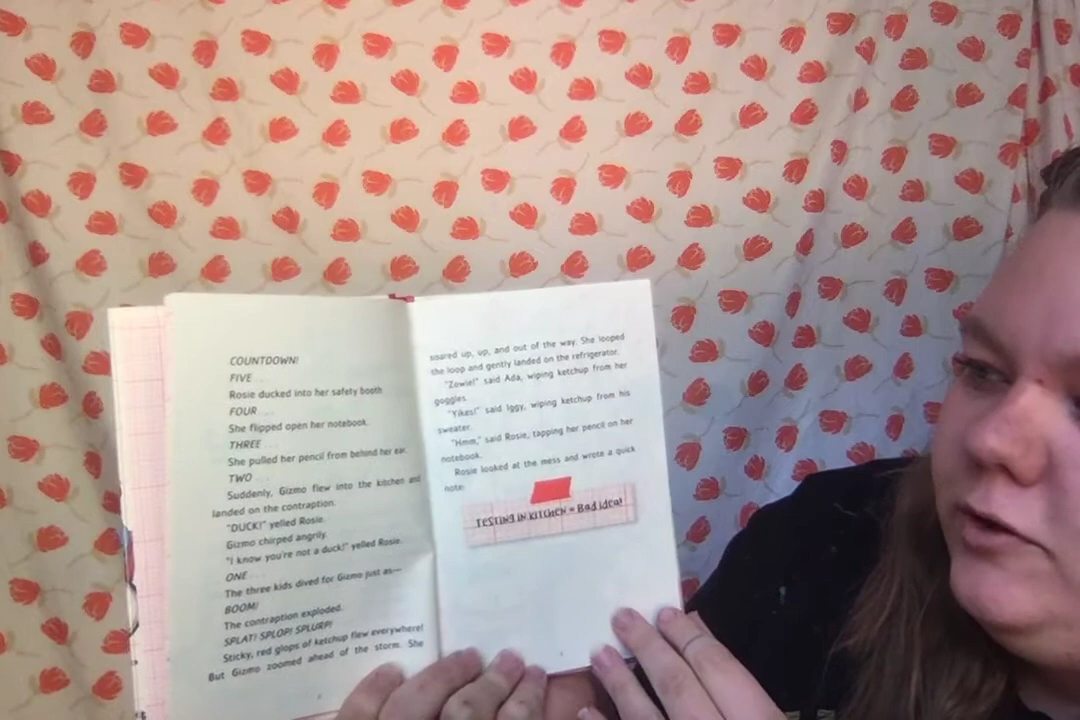 COUNTDOWN!
FIVE . . .
Rosie ducked into her safety booth.
FOUR . . .
She flipped open her notebook.
THREE . . .
She pulled her pencil from behind her ear.
TWO . . .
Suddenly, Gizmo flew into the kitchen and
landed on the contraption.
"DUCK!" yelled Rosie.
Gizmo chirped angrily.
"I know you're not a duck!" yelled Rosie.
ONE . . .
The three kids dived for Gizmo just as—
BOOM!
The contraption exploded.
SPLAT! SPLOP! SPLURP!
Sticky, red glops of ketchup flew everywhere!
But Gizmo zoomed ahead of the storm. She
soared up, up, and out of the way. She looped
the loop and gently landed on the refrigerator.
"Zowie!" said Ada, wiping ketchup from her
goggles.
"Yikes!" said Iggy, wiping ketchup from his
sweater.
"Hmm," said Rosie, tapping her pencil on her
notebook.
Rosie looked at the mess and wrote a quick
note:
TESTING IN KITCHEN = Bad idea!